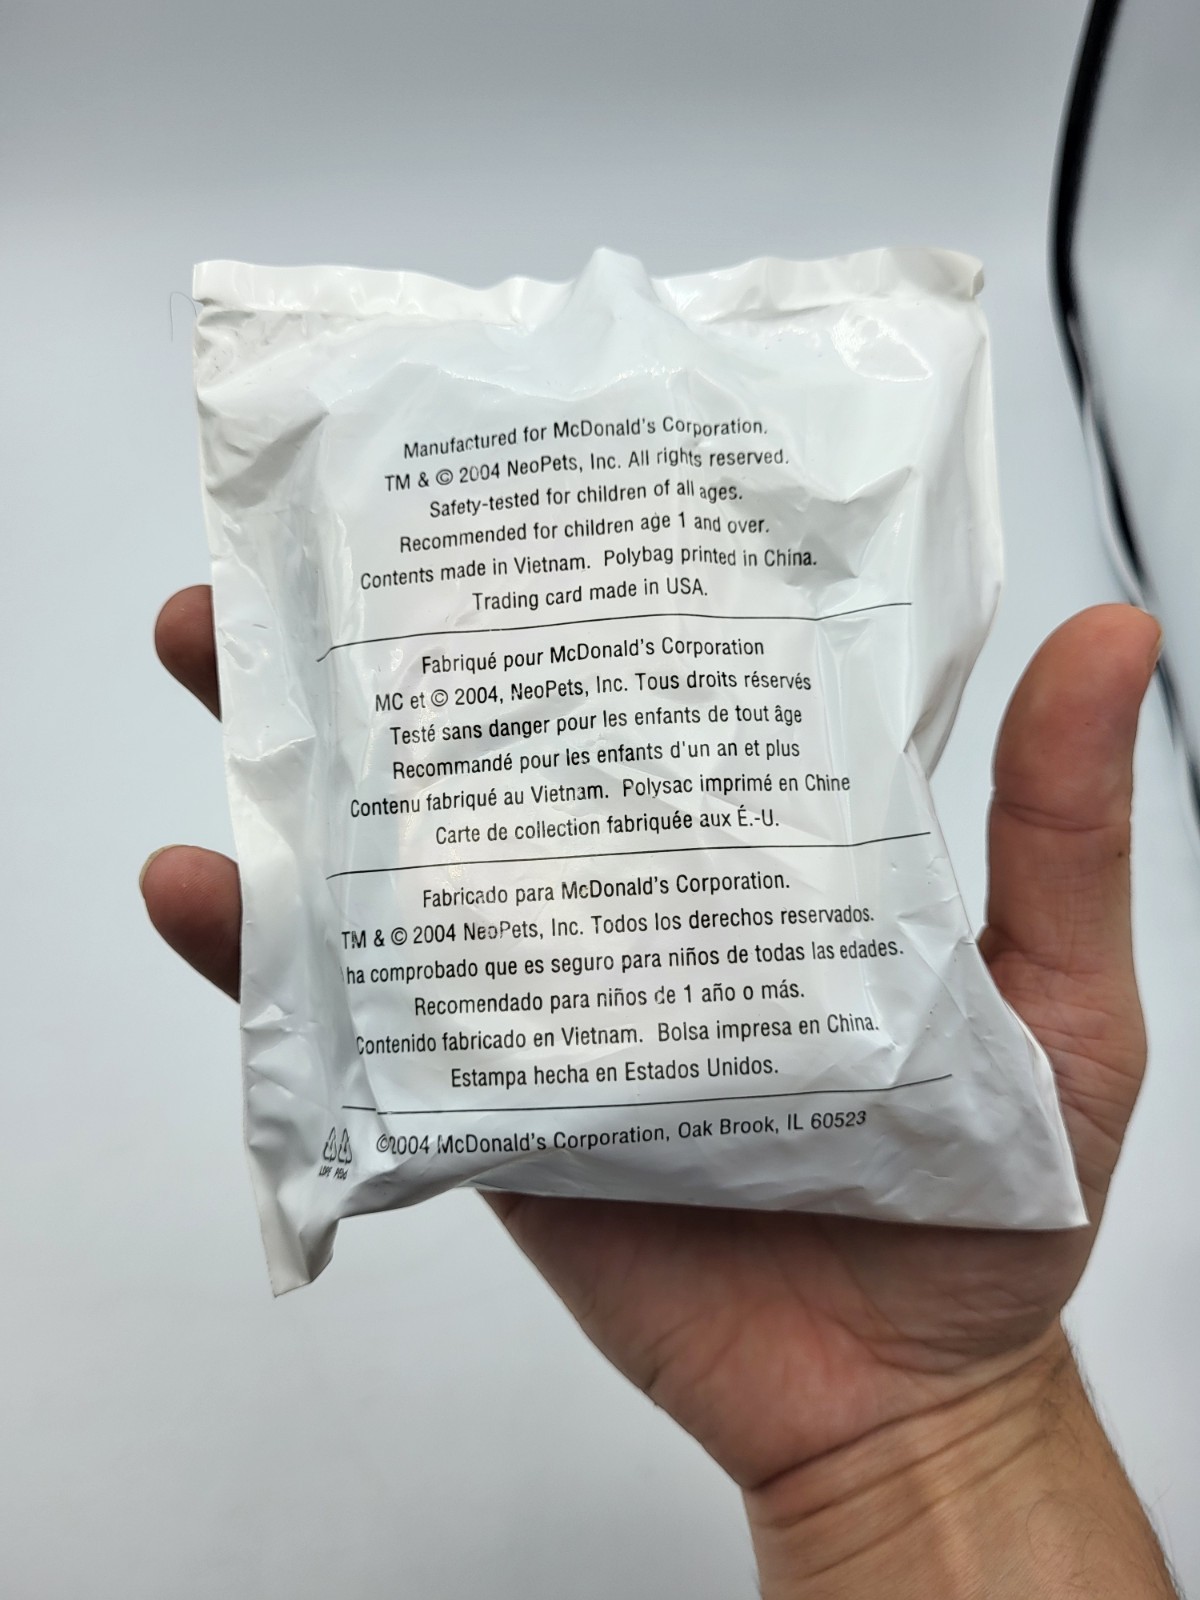 Manufactured for McDonald's Corporation.
TM & © 2004 NeoPets, Inc. All rights reserved.
Safety-tested for children of all ages.
Recommended for children age 1 and over.
Contents made in Vietnam. Polybag printed in China.
Trading card made in USA.
Fabriqué pour McDonald's Corporation
MC et © 2004, NeoPets, Inc. Tous droits réservés
Testé sans danger pour les enfants de tout âge
Recommandé pour les enfants d'un an et plus
Contenu fabriqué au Vietnam. Polysac imprimé en Chine
Carte de collection fabriquée aux É.-U.
Fabricado para McDonald's Corporation.
TM & © 2004 NeoPets, Inc. Todos los derechos reservados.
ha comprobado que es seguro para niños de todas las edades.
Recomendado para niños de 1 año o más.
Contenido fabricado en Vietnam. Bolsa impresa en China.
Estampa hecha en Estados Unidos.
©2004 McDonald's Corporation, Oak Brook, IL 60523
LDPE PEbd